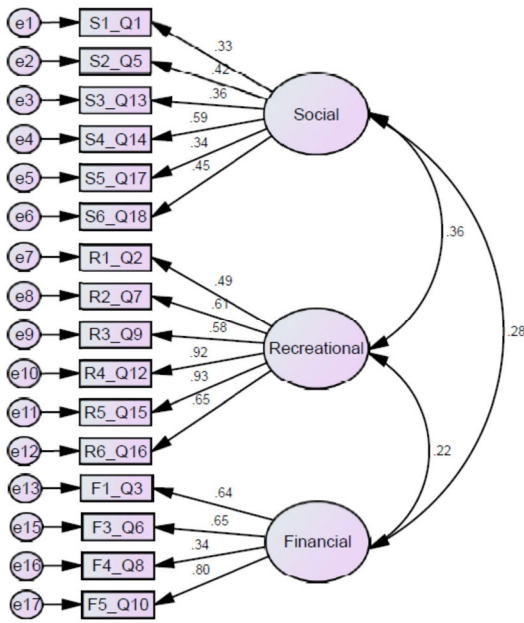 e1 S1_Q1
.33
e2 S2_Q5
.42
e3 S3_Q13
.36
Social
e4 S4_Q14
.59
e5 S5_Q17
.34
e6 S6_Q18
.45
.36
e7 R1_Q2
.49
e8 R2_Q7
.61
.28
e9 R3_Q9
.58
Recreational
e10 R4_Q12
.92
e11 R5_Q15
.93
e12 R6_Q16
.65
.22
e13 F1_Q3
.64
e15 F3_Q6
.65
Financial
e16 F4_Q8
.34
e17 F5_Q10
.80